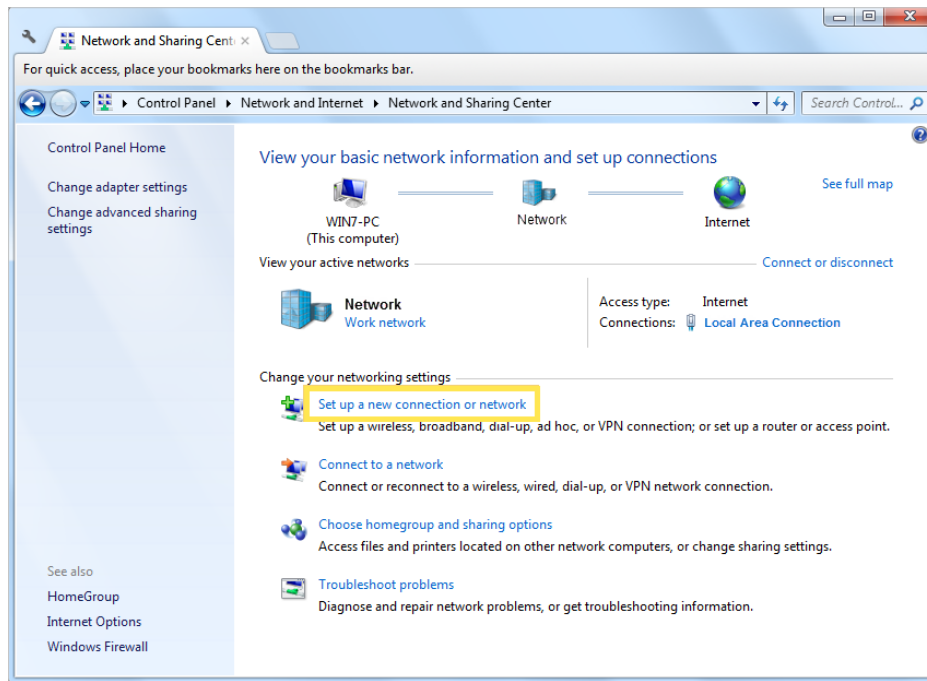 Network and Sharing Cent
For quick access, place your bookmarks here on the bookmarks bar.
Control Panel Network and Internet Network and Sharing Center
Search Control...
Control Panel Home
Change adapter settings
Change advanced sharing
settings
View your basic network information and set up connections
See full map
WIN7-PC
(This computer)
Network
Internet
View your active networks
Connect or disconnect
Network
Work network
Access type: Internet
Connections: Local Area Connection
Change your networking settings
Set up a new connection or network
Set up a wireless, broadband, dial-up, ad hoc, or VPN connection; or set up a router or access point.
Connect to a network
Connect or reconnect to a wireless, wired, dial-up, or VPN network connection.
Choose homegroup and sharing options
Access files and printers located on other network computers, or change sharing settings.
Troubleshoot problems
Diagnose and repair network problems, or get troubleshooting information.
See also
HomeGroup
Internet Options
Windows Firewall